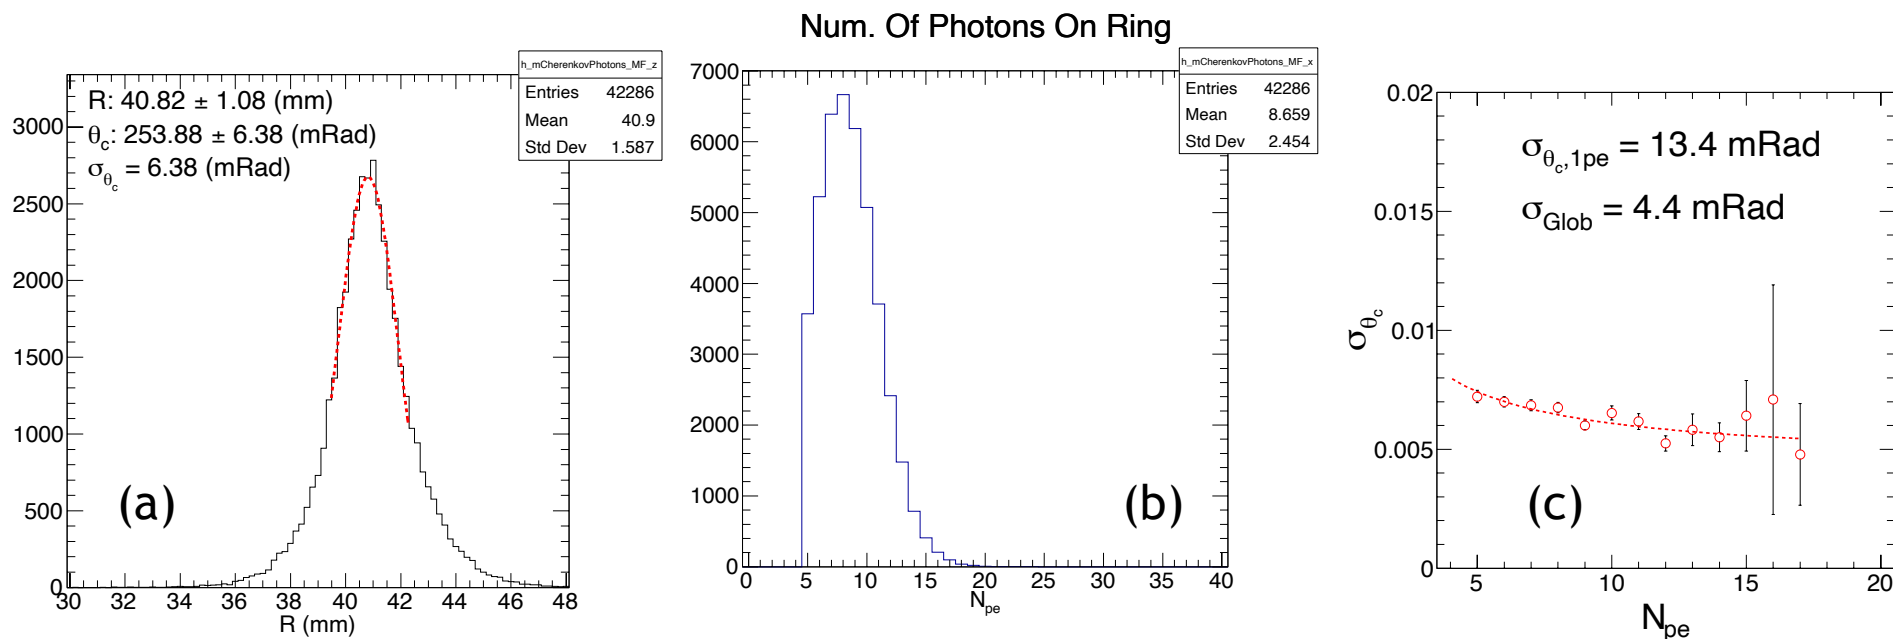 Num. Of Photons On Ring
h_mCherenkovPhotons_MF_z
Entries 42286
Mean 40.9
Std Dev 1.587
R: 40.82 ± 1.08 (mm)
θc: 253.88 ± 6.38 (mRad)
σθc = 6.38 (mRad)
3000
2500
2000
1500
1000
500
0
(a)
30 32 34 36 38 40 42 44 46 48
R (mm)
h_mCherenkovPhotons_MF_x
Entries 42286
Mean 8.659
Std Dev 2.454
7000
6000
5000
4000
3000
2000
1000
0
(b)
0 5 10 15 20 25 30 35 40
Npe
σθc,1pe = 13.4 mRad
σGlob = 4.4 mRad
0.02
0.015
0.01
0.005
0
σθc
(c)
5 10 15 20
Npe